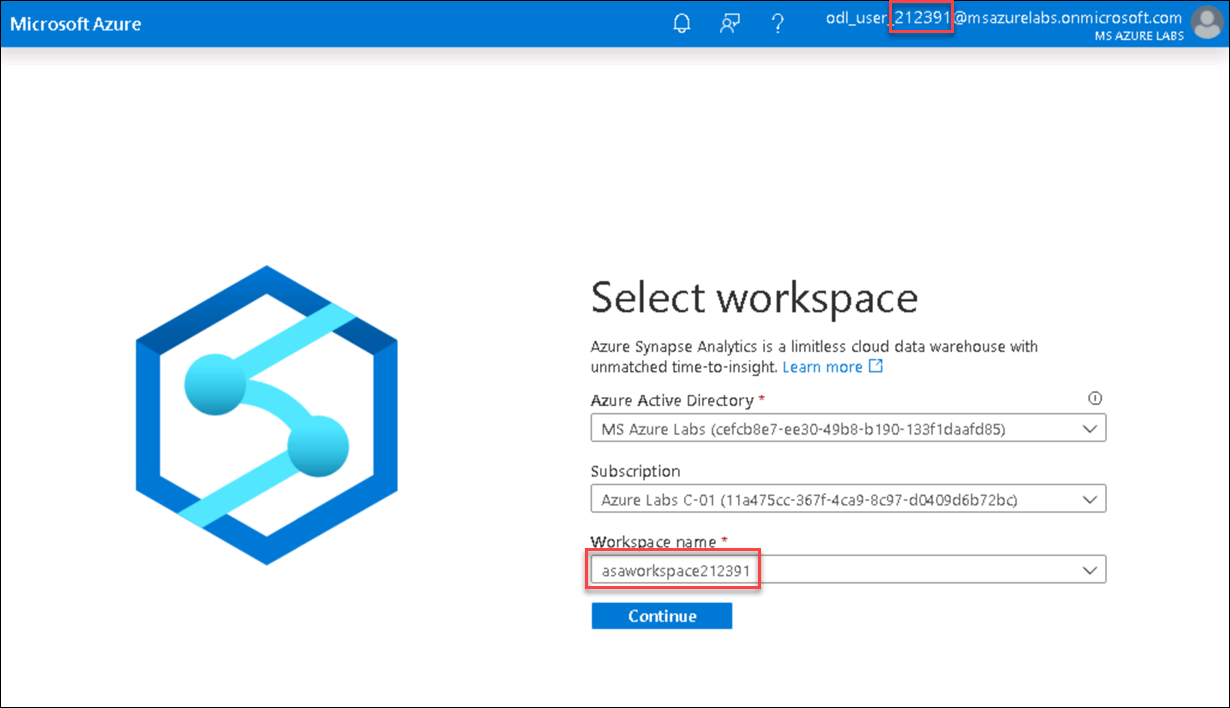 Microsoft Azure
odl_user_212391@msazurelabs.onmicrosoft.com
MS AZURE LABS
Select workspace
Azure Synapse Analytics is a limitless cloud data warehouse with
unmatched time-to-insight. Learn more
Azure Active Directory *
MS Azure Labs (cefcb8e7-ee30-49b8-b190-133f1daafd85)
Subscription
Azure Labs C-01 (11a475cc-367f-4ca9-8c97-d0409d6b72bc)
Workspace name *
asaworkspace212391
Continue